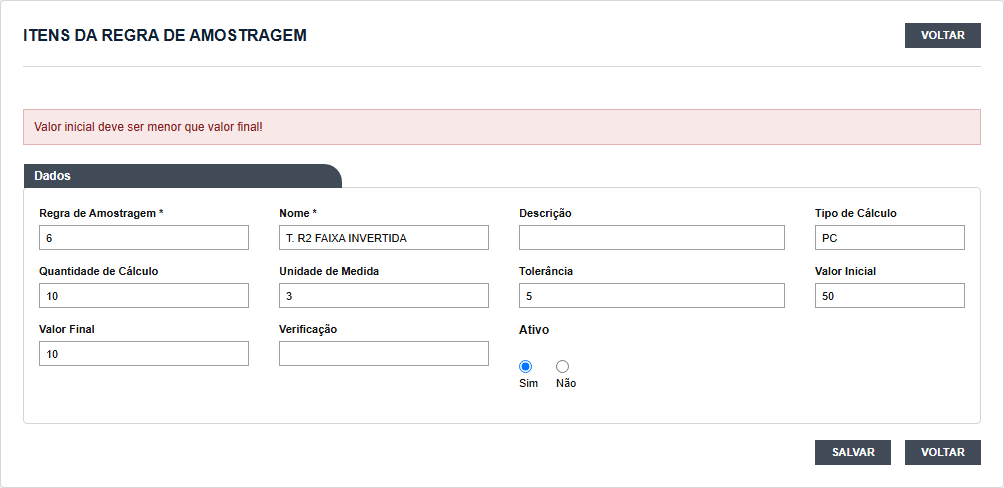 ITENS DA REGRA DE AMOSTRAGEM VOLTAR
Valor inicial deve ser menor que valor final!
Dados
Regra de Amostragem * Nome * Descrição Tipo de Cálculo
6 T. R2 FAIXA INVERTIDA PC
Quantidade de Cálculo Unidade de Medida Tolerância Valor Inicial
10 3 5 50
Valor Final Verificação Ativo
10
Sim Não
SALVAR VOLTAR